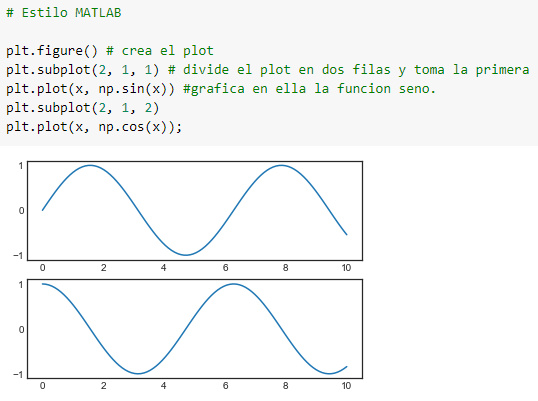 # Estilo MATLAB
plt.figure() # crea el plot
plt.subplot(2, 1, 1) # divide el plot en dos filas y toma la primera
plt.plot(x, np.sin(x)) #grafica en ella la funcion seno.
plt.subplot(2, 1, 2)
plt.plot(x, np.cos(x));
1
0
−1
0 2 4 6 8 10
1
0
−1
0 2 4 6 8 10